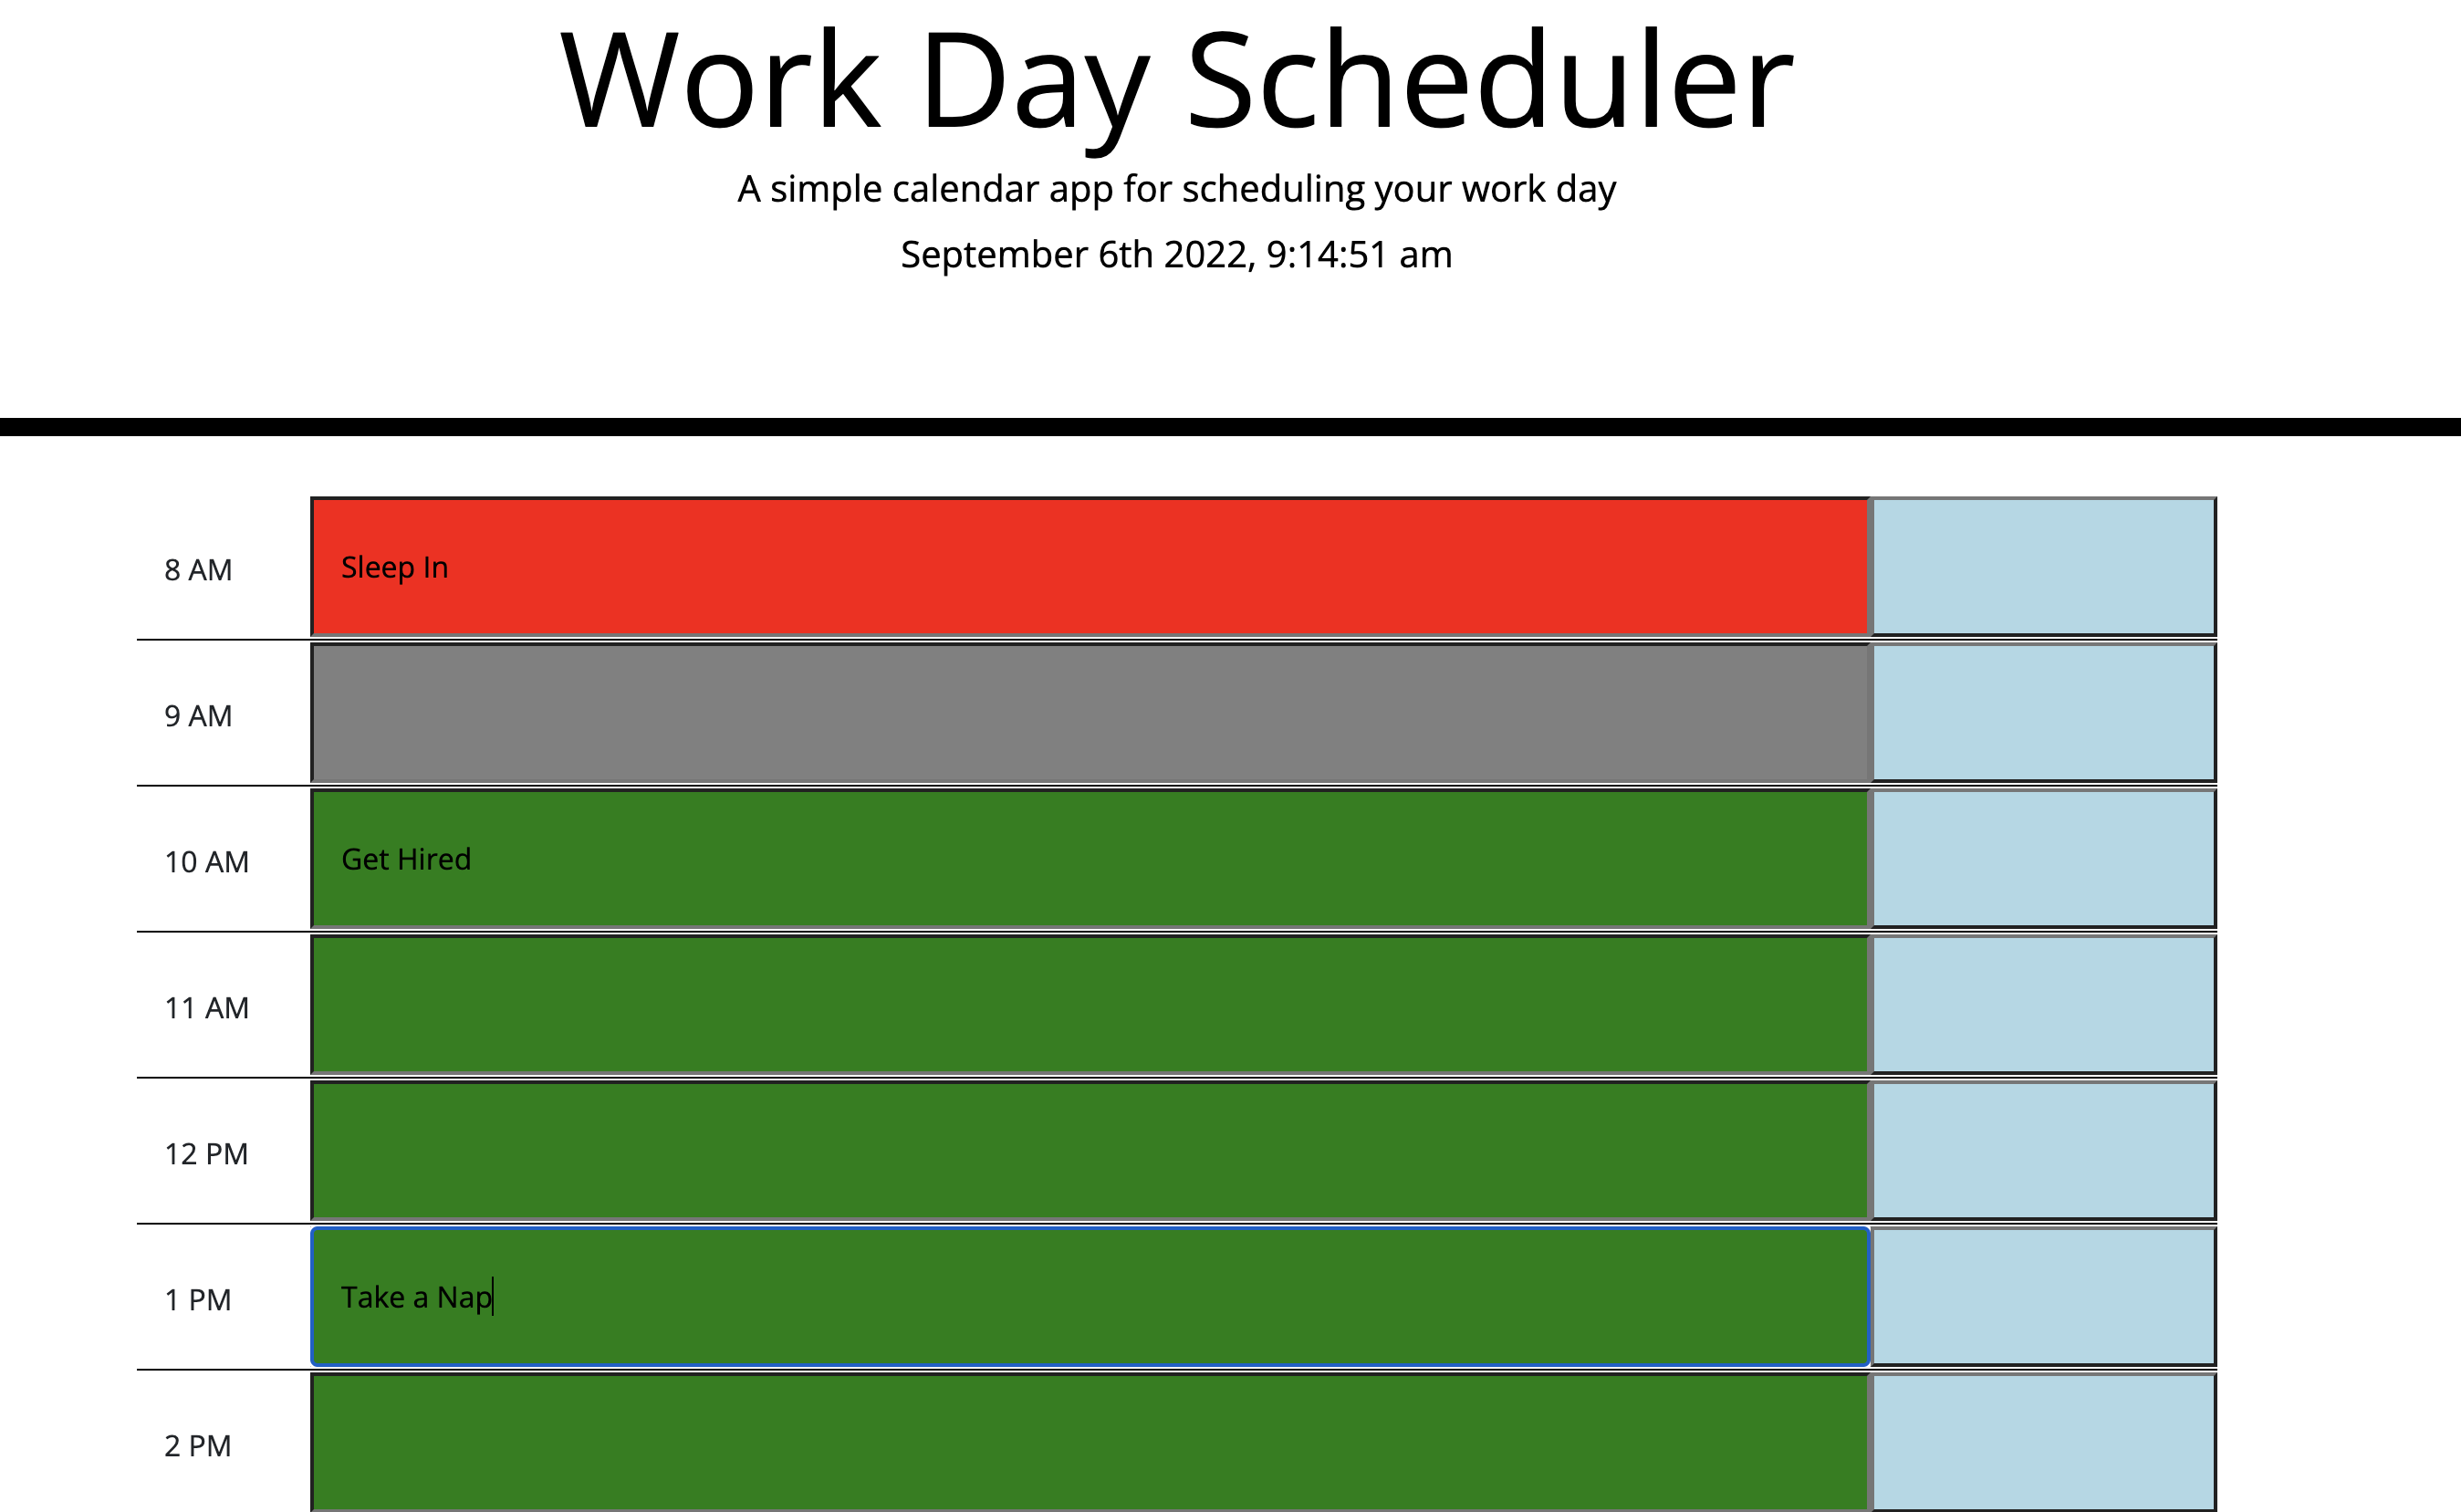 Work Day Scheduler
A simple calendar app for scheduling your work day
September 6th 2022, 9:14:51 am
8 AM
Sleep In
9 AM
10 AM
Get Hired
11 AM
12 PM
1 PM
Take a Nap
2 PM